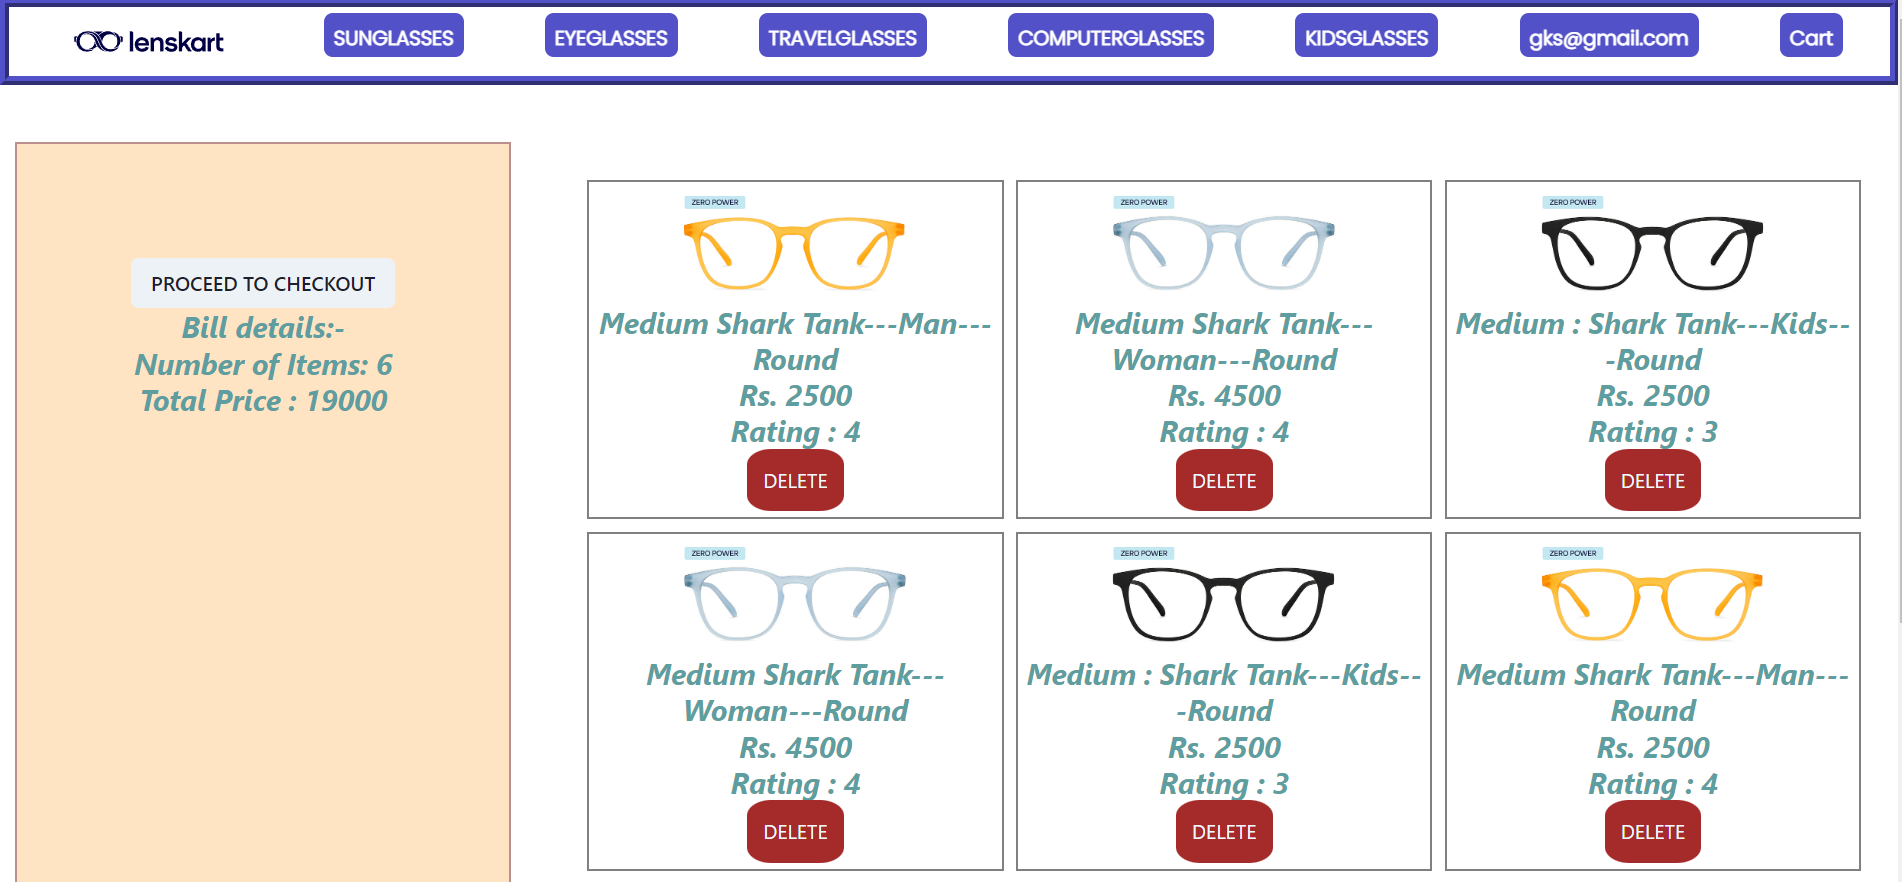 lenskart
SUNGLASSES
EYEGLASSES
TRAVELGLASSES
COMPUTERGLASSES
KIDSGLASSES
gks@gmail.com
Cart
PROCEED TO CHECKOUT
Bill details:-
Number of Items: 6
Total Price : 19000
ZERO POWER
Medium Shark Tank---Man---
Round
Rs. 2500
Rating : 4
DELETE
ZERO POWER
Medium Shark Tank---
Woman---Round
Rs. 4500
Rating : 4
DELETE
ZERO POWER
Medium : Shark Tank---Kids--
-Round
Rs. 2500
Rating : 3
DELETE
ZERO POWER
Medium Shark Tank---
Woman---Round
Rs. 4500
Rating : 4
DELETE
ZERO POWER
Medium : Shark Tank---Kids--
-Round
Rs. 2500
Rating : 3
DELETE
ZERO POWER
Medium Shark Tank---Man---
Round
Rs. 2500
Rating : 4
DELETE